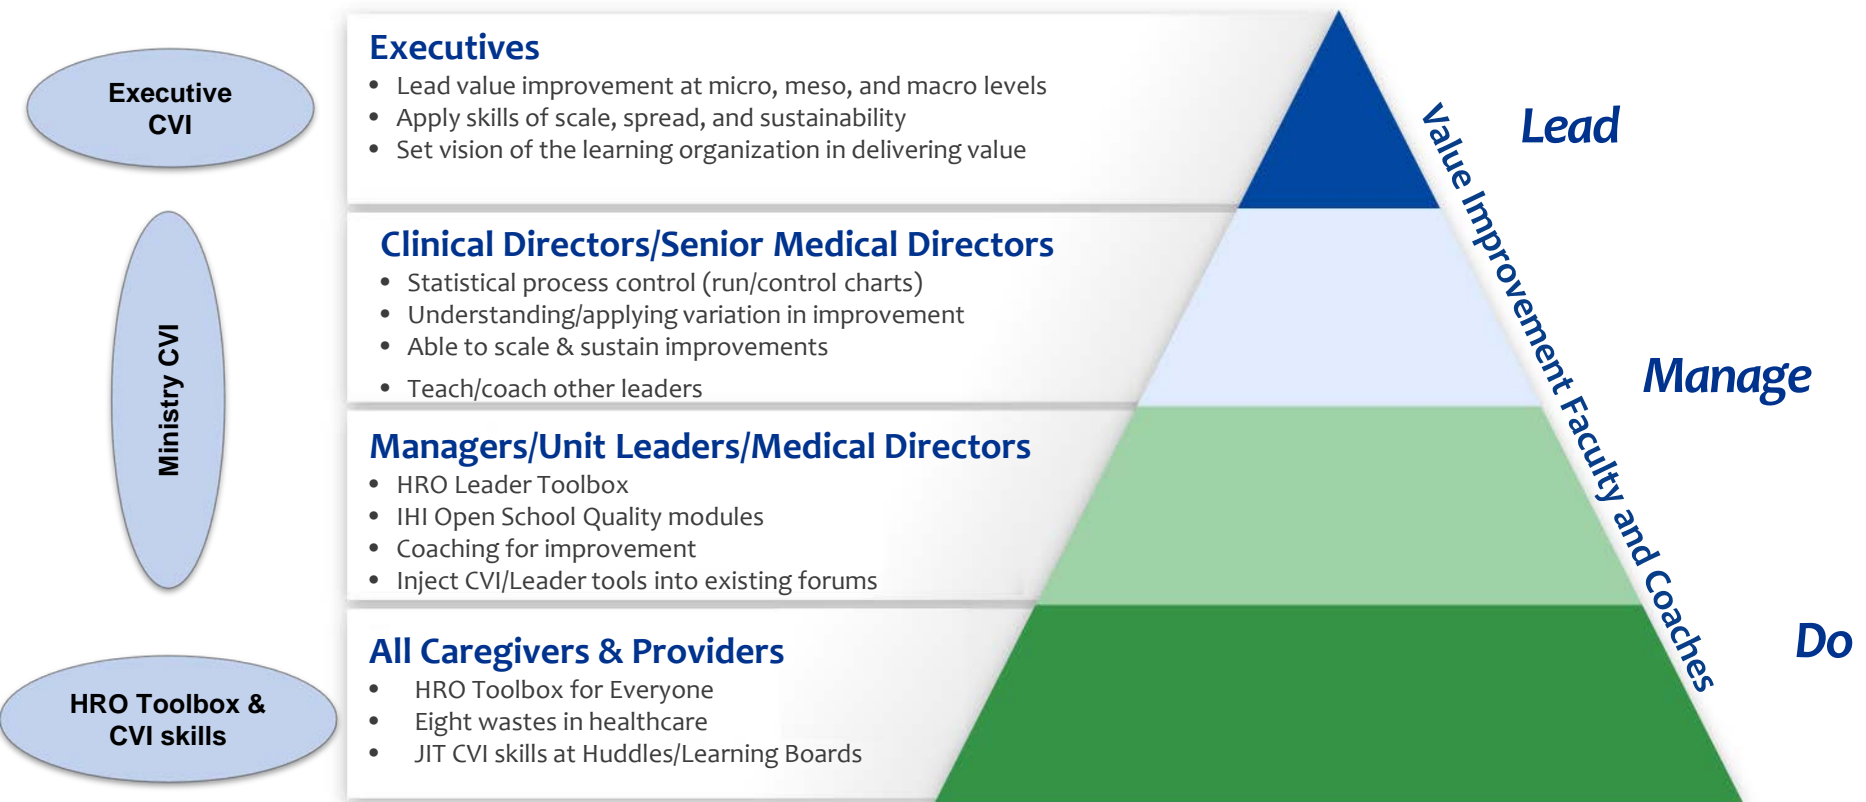 Executive
CVI
Executives
• Lead value improvement at micro, meso, and macro levels
• Apply skills of scale, spread, and sustainability
• Set vision of the learning organization in delivering value
Lead
Ministry CVI
Clinical Directors/Senior Medical Directors
• Statistical process control (run/control charts)
• Understanding/applying variation in improvement
• Able to scale & sustain improvements
• Teach/coach other leaders
Manage
Managers/Unit Leaders/Medical Directors
• HRO Leader Toolbox
• IHI Open School Quality modules
• Coaching for improvement
• Inject CVI/Leader tools into existing forums
Value Improvement Faculty and Coaches
HRO Toolbox &
CVI skills
All Caregivers & Providers
• HRO Toolbox for Everyone
• Eight wastes in healthcare
• JIT CVI skills at Huddles/Learning Boards
Do